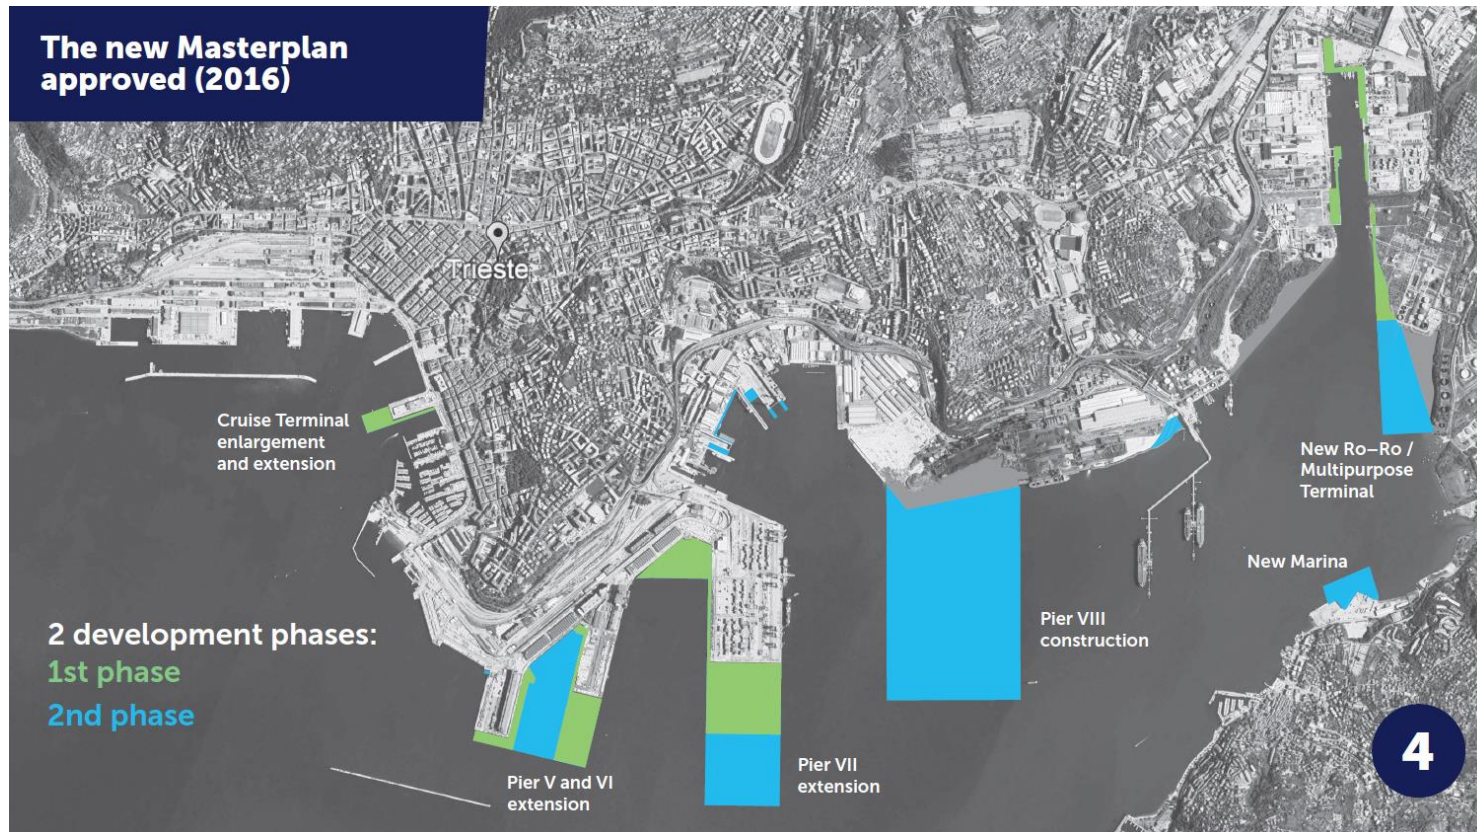 The new Masterplan
approved (2016)
Trieste
Cruise Terminal
enlargement
and extension
New Ro–Ro /
Multipurpose
Terminal
New Marina
Pier VIII
construction
2 development phases:
1st phase
2nd phase
Pier V and VI
extension
Pier VII
extension
4